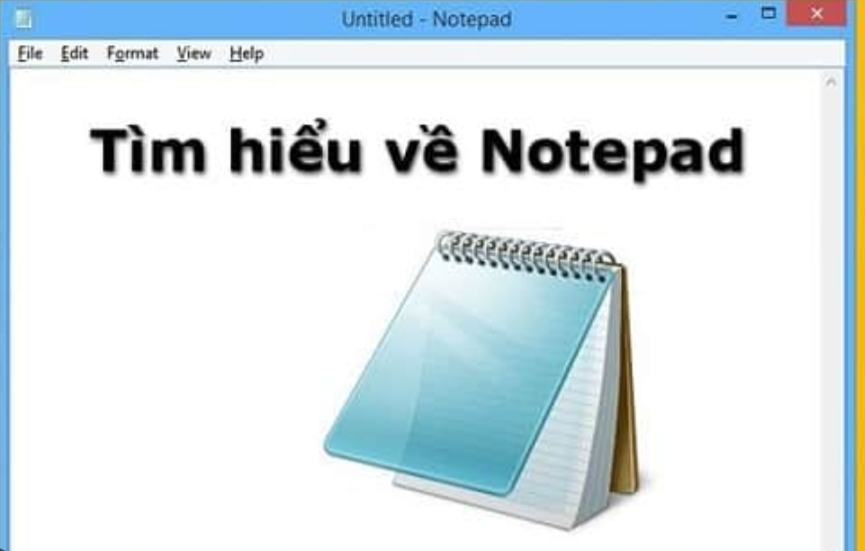 Untitled - Notepad
File Edit Format View Help
Tìm hiểu về Notepad